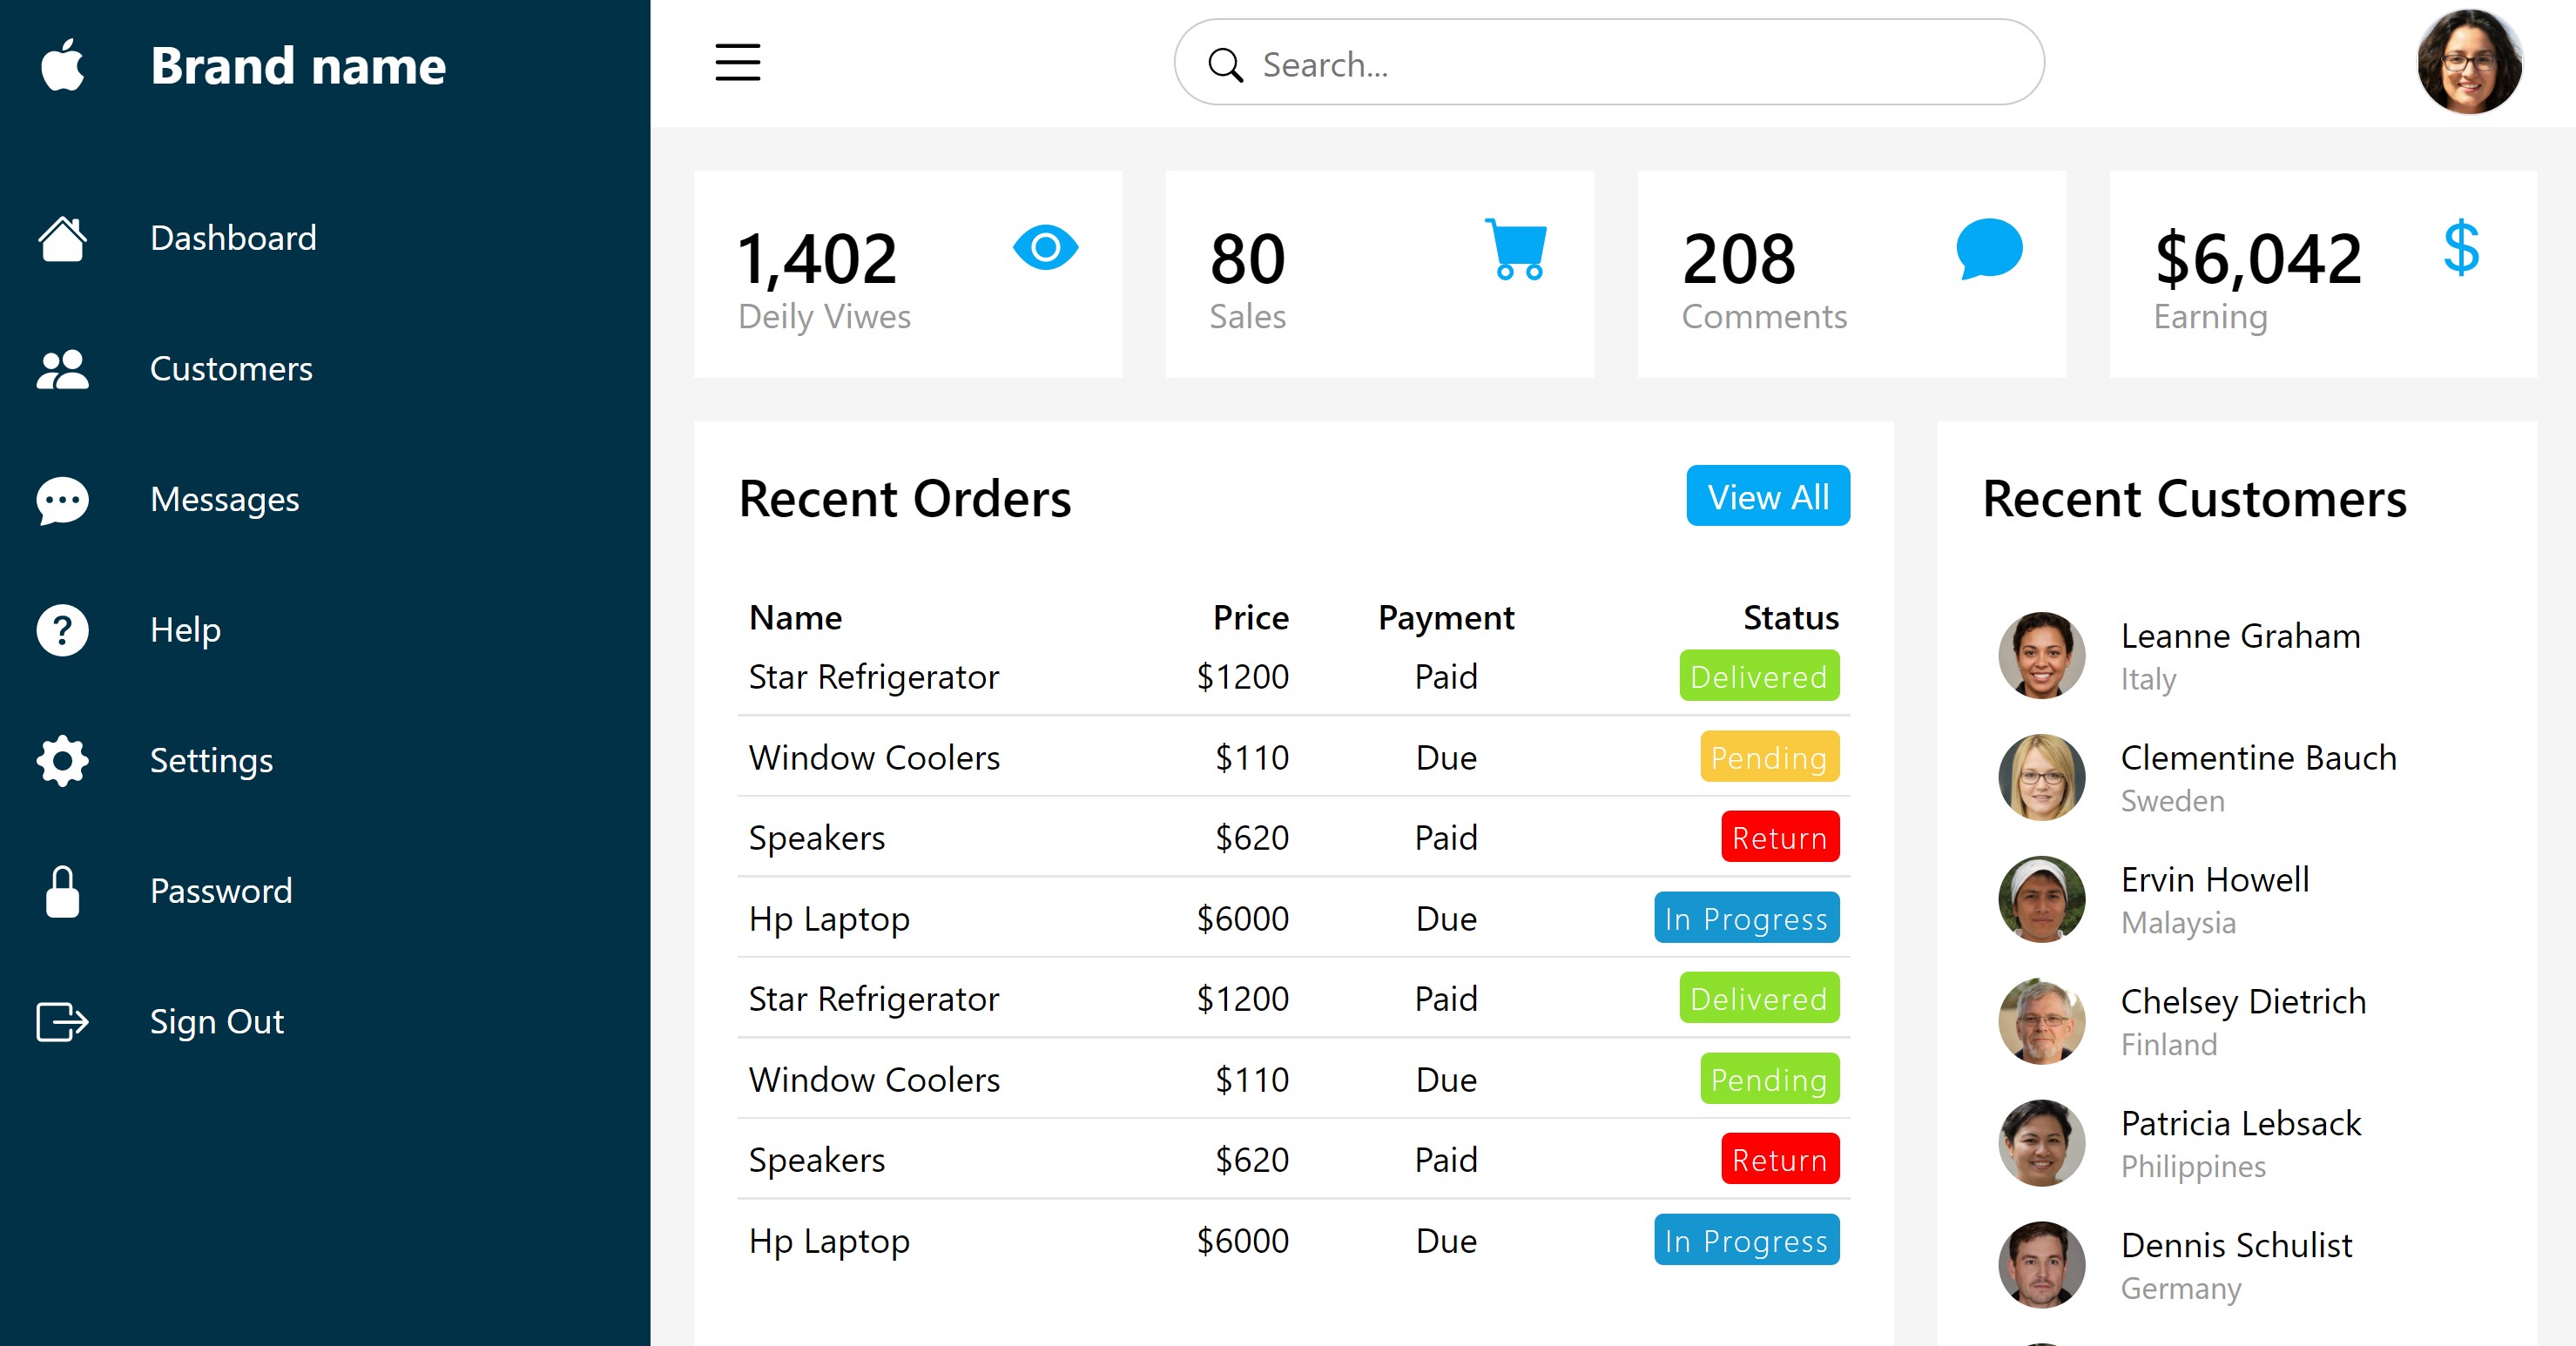 Brand name
Search...
Dashboard
Customers
Messages
Help
Settings
Password
Sign Out
1,402
Deily Viwes
80
Sales
208
Comments
$6,042
Earning
$
Recent Orders
View All
Name Price Payment Status
Star Refrigerator $1200 Paid Delivered
Window Coolers $110 Due Pending
Speakers $620 Paid Return
Hp Laptop $6000 Due In Progress
Star Refrigerator $1200 Paid Delivered
Window Coolers $110 Due Pending
Speakers $620 Paid Return
Hp Laptop $6000 Due In Progress
Recent Customers
Leanne Graham
Italy
Clementine Bauch
Sweden
Ervin Howell
Malaysia
Chelsey Dietrich
Finland
Patricia Lebsack
Philippines
Dennis Schulist
Germany